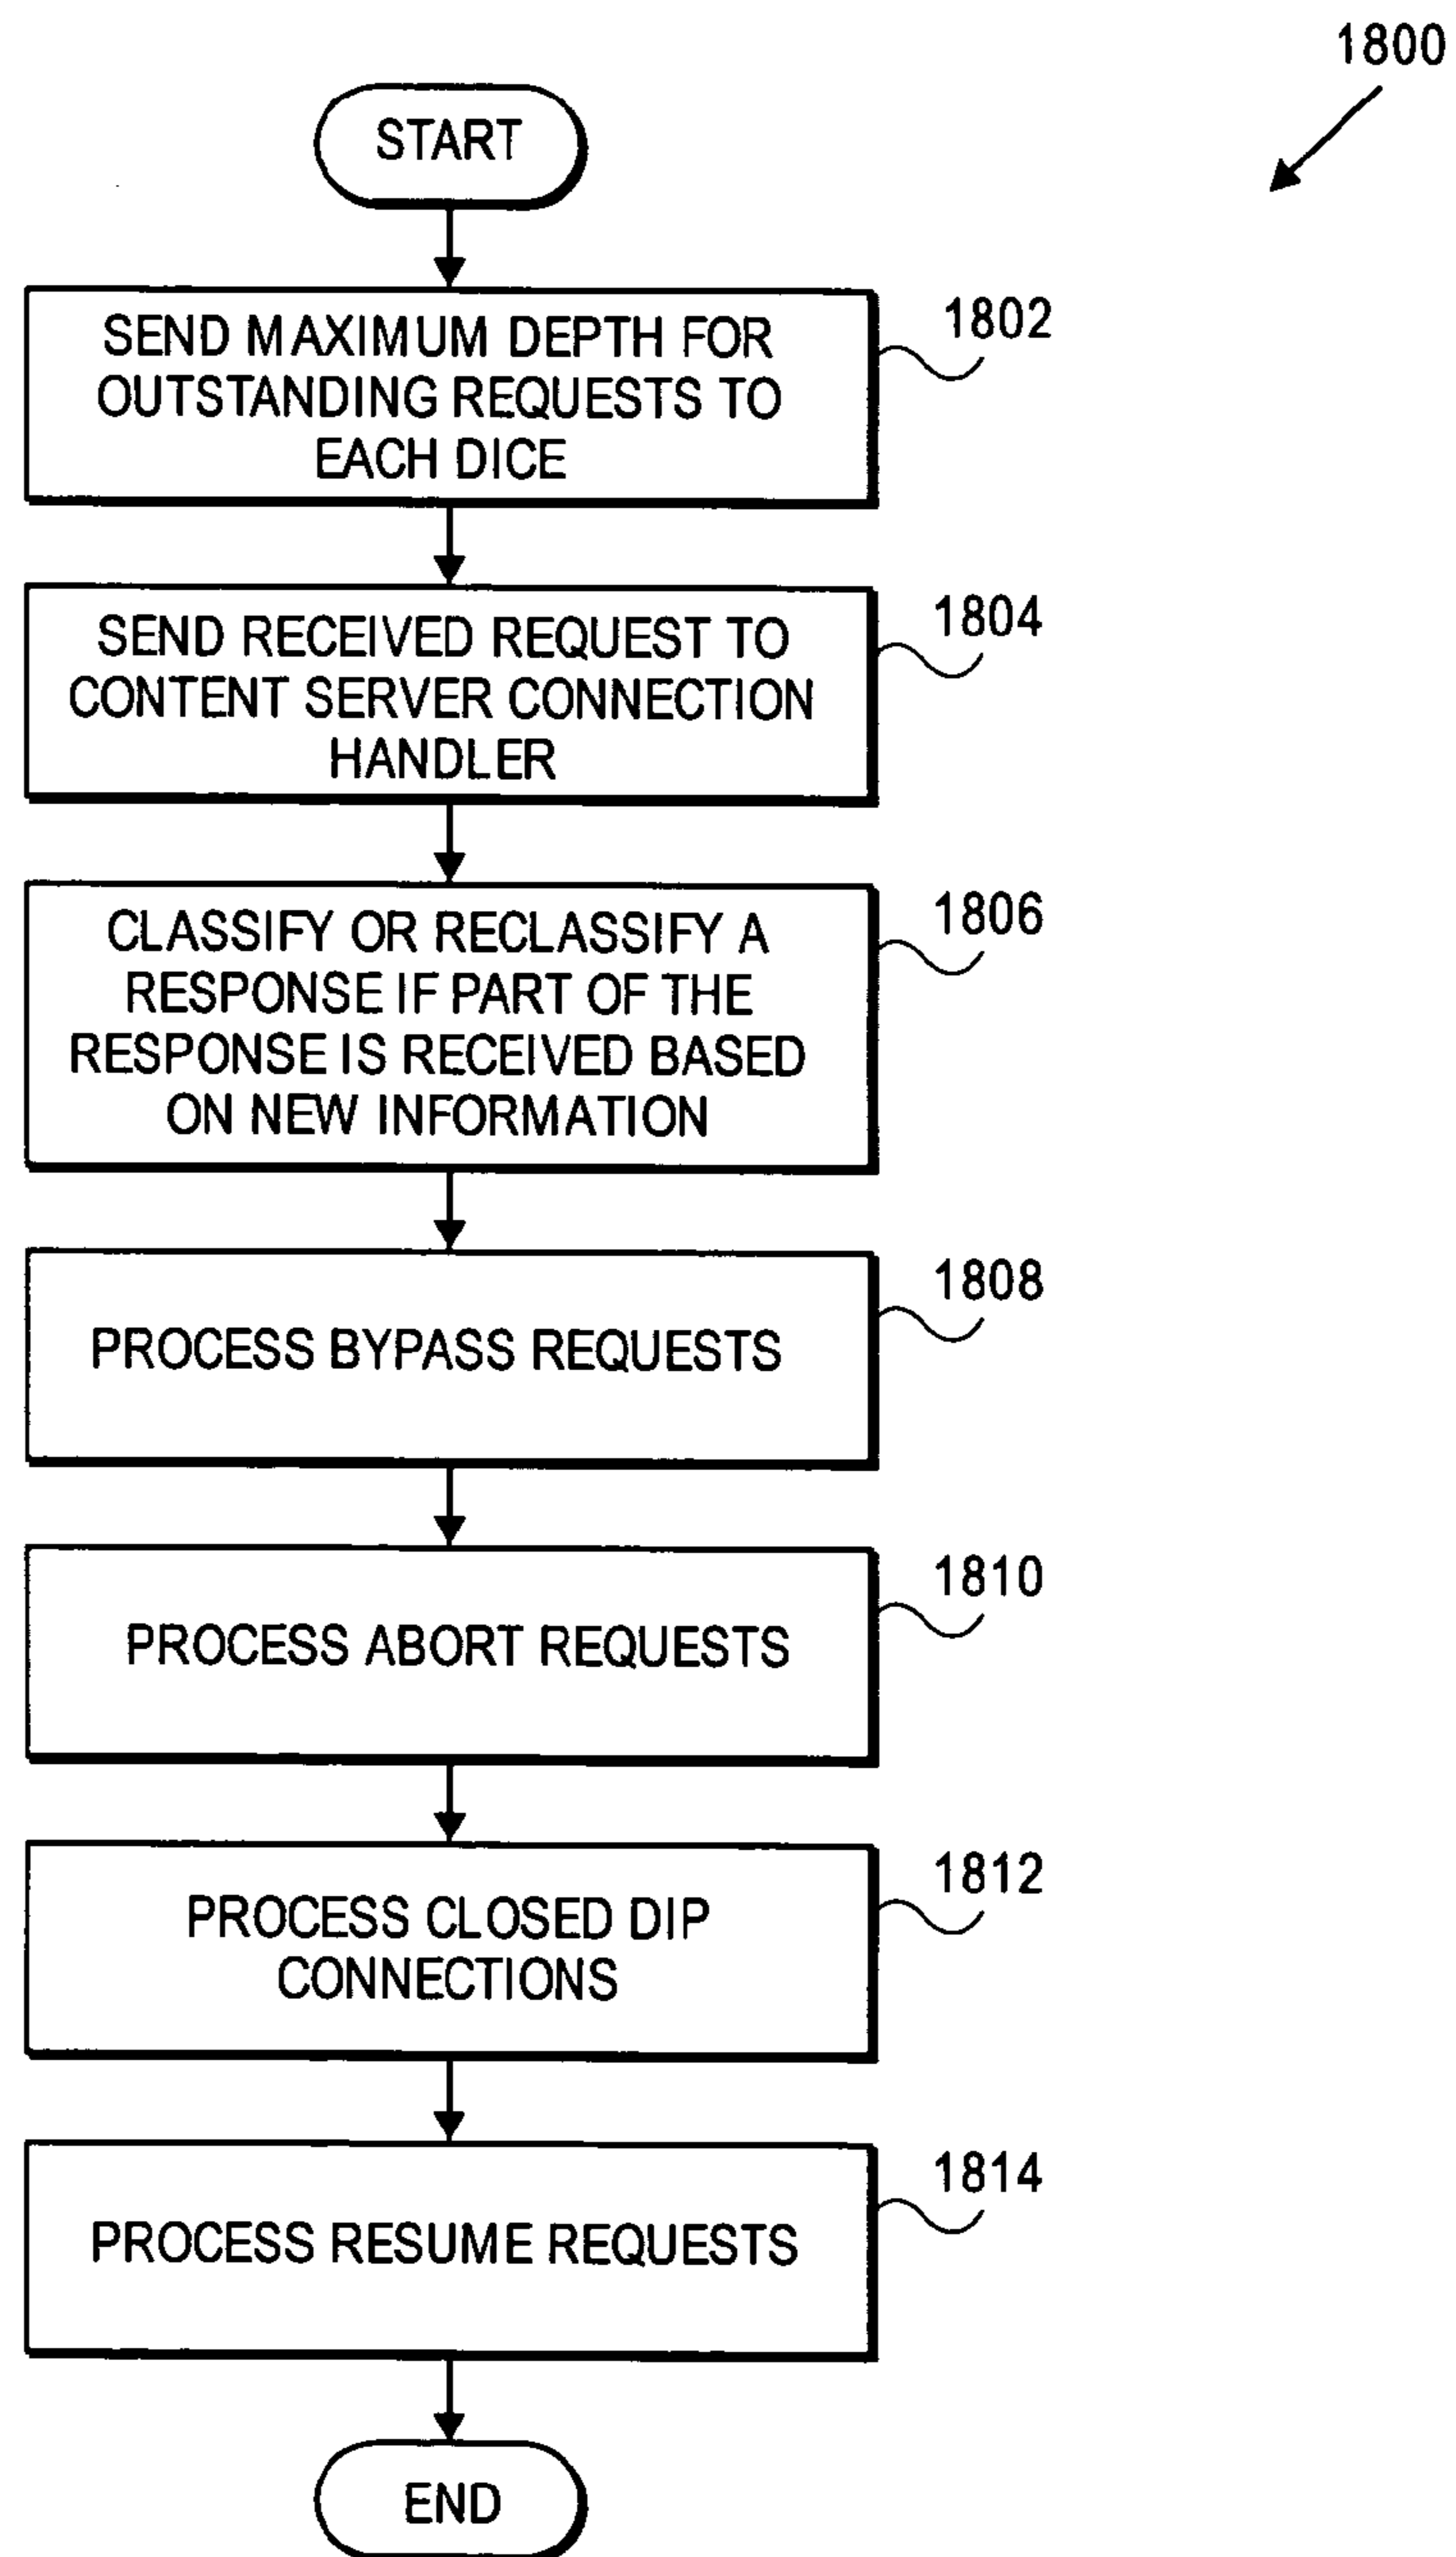 1800
START
SEND MAXIMUM DEPTH FOR
OUTSTANDING REQUESTS TO
EACH DICE
1802
SEND RECEIVED REQUEST TO
CONTENT SERVER CONNECTION
HANDLER
1804
CLASSIFY OR RECLASSIFY A
RESPONSE IF PART OF THE
RESPONSE IS RECEIVED BASED
ON NEW INFORMATION
1806
PROCESS BYPASS REQUESTS
1808
PROCESS ABORT REQUESTS
1810
PROCESS CLOSED DIP
CONNECTIONS
1812
PROCESS RESUME REQUESTS
1814
END